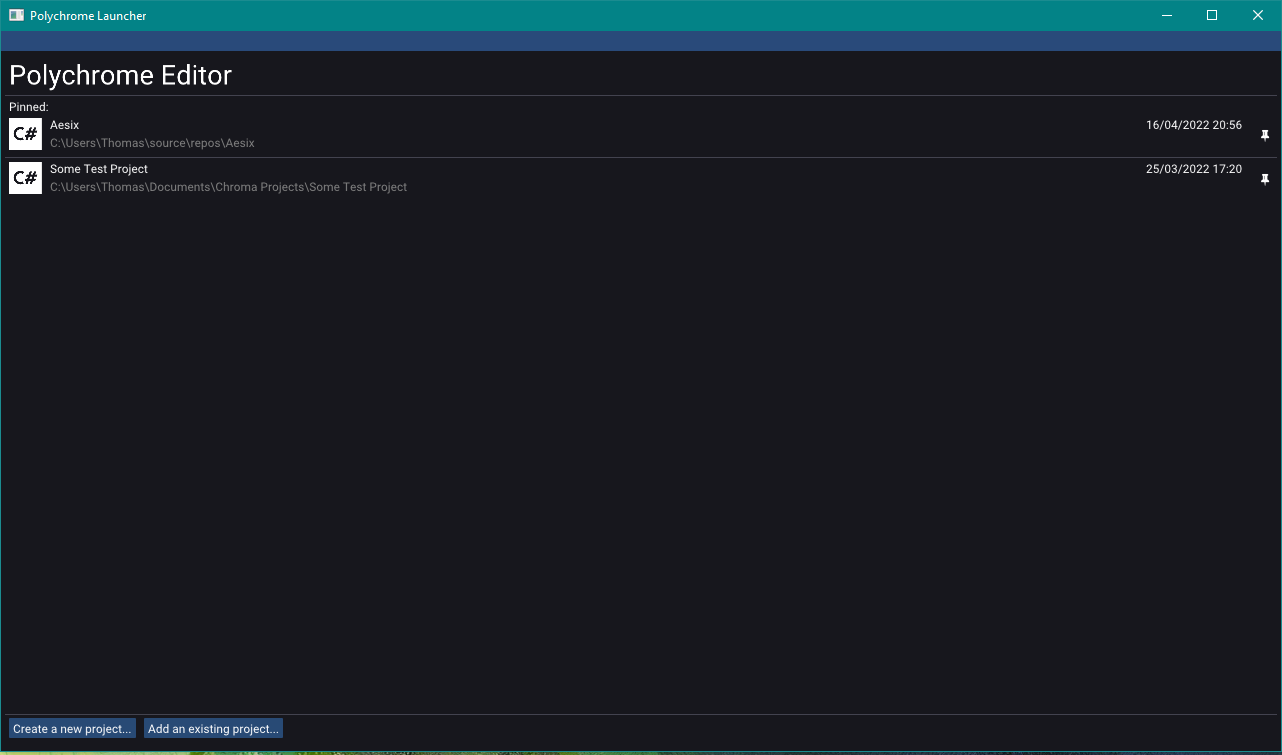 Polychrome Launcher
Polychrome Editor
Pinned:
C#
Aesix
16/04/2022 20:56
C:\Users\Thomas\source\repos\Aesix
C#
Some Test Project
25/03/2022 17:20
C:\Users\Thomas\Documents\Chroma Projects\Some Test Project
Create a new project...
Add an existing project...